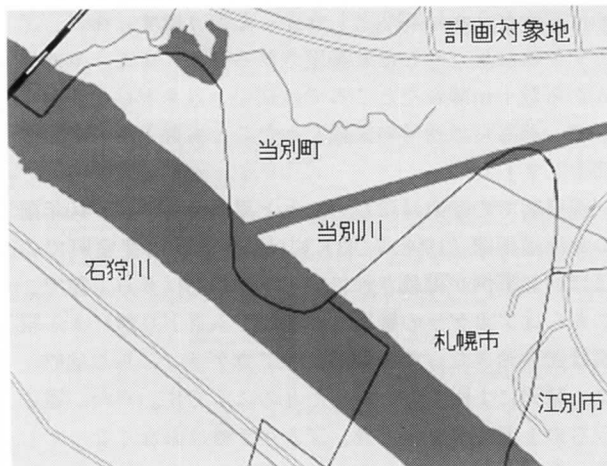 計画対象地
当別町
当別川
石狩川
札幌市
江別市